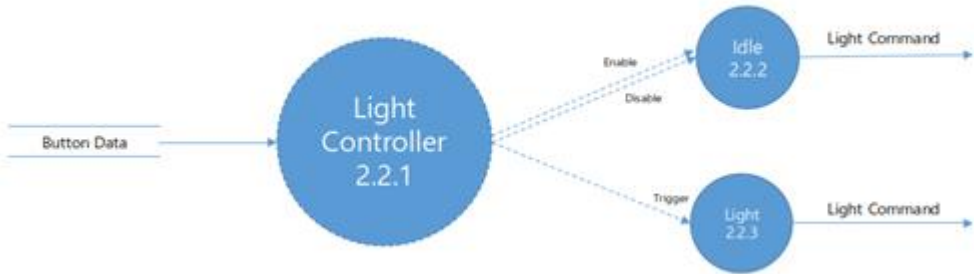 Button Data
Light
Controller
2.2.1
Enable
Disable
Trigger
Idle
2.2.2
Light Command
Light
2.2.3
Light Command